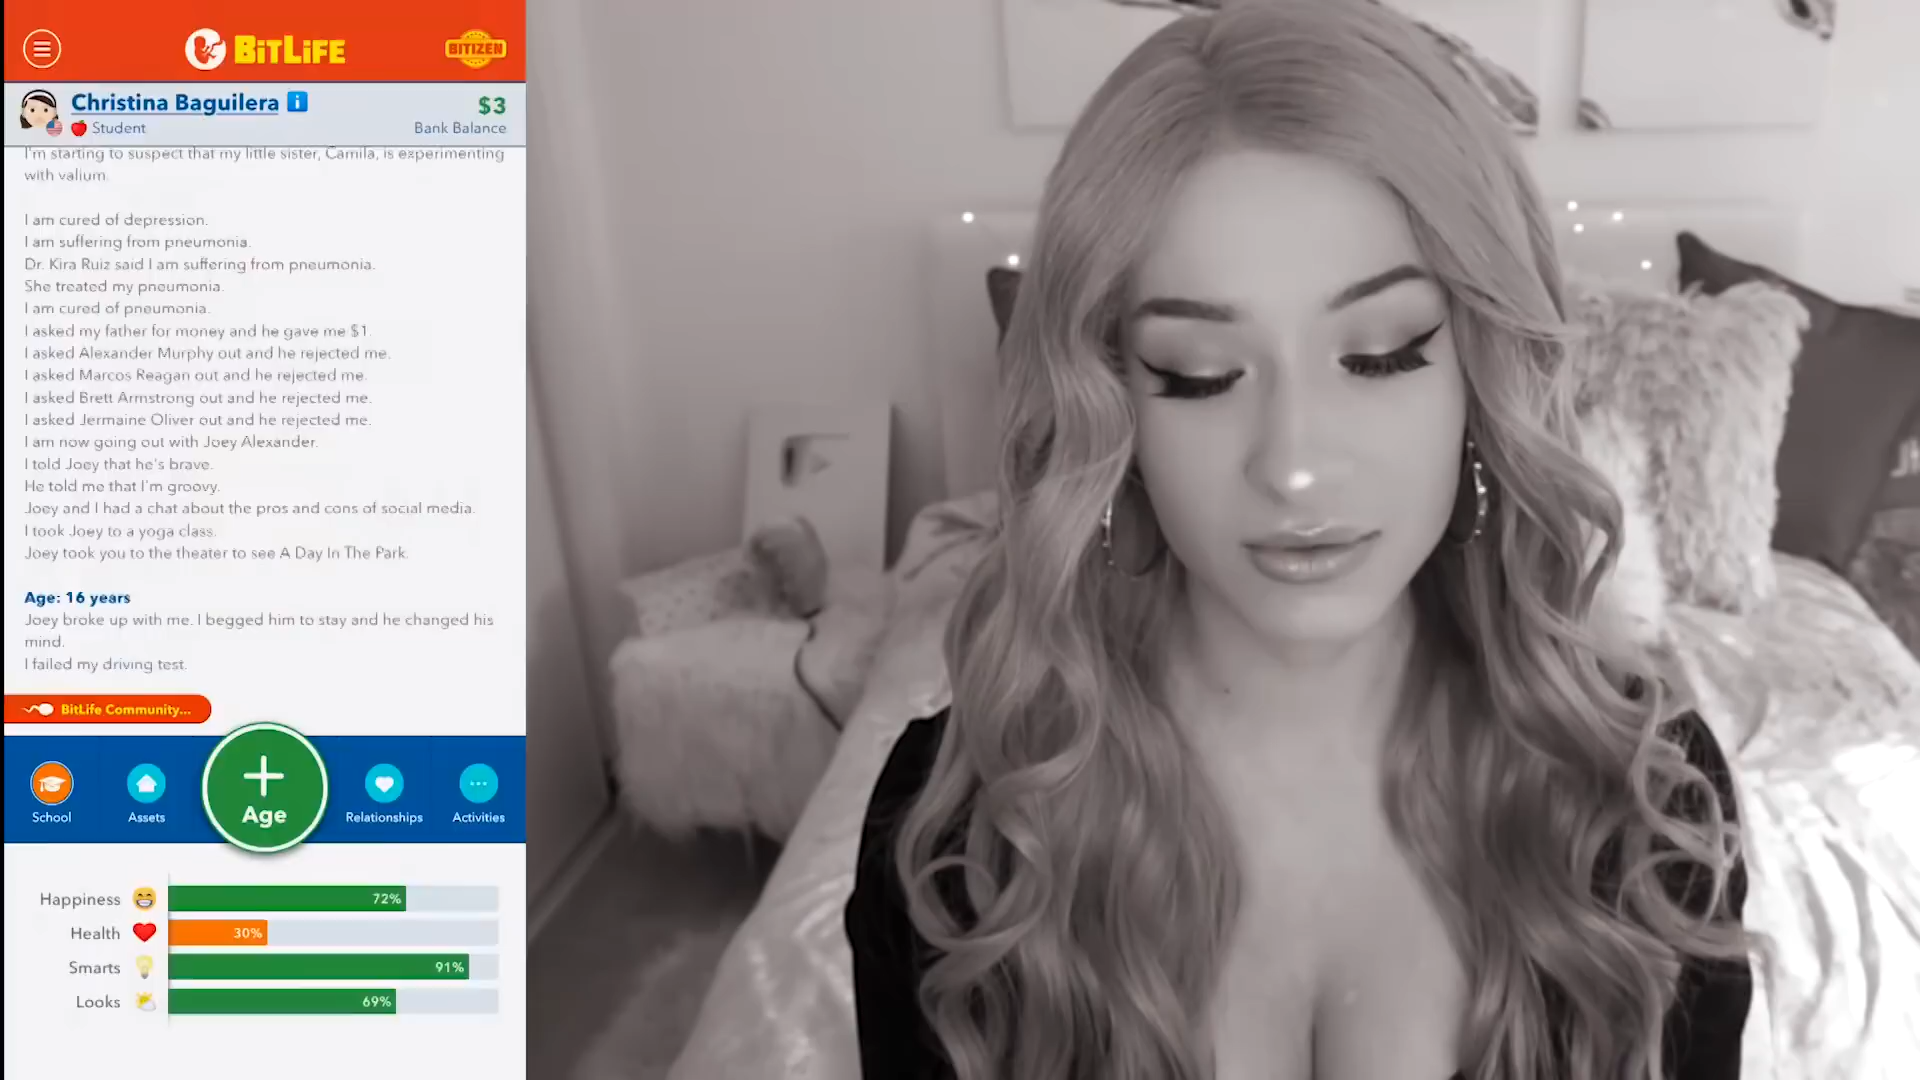 BITLIFE
BITIZEN
Christina Baguilera i
$3
Student
Bank Balance
I'm starting to suspect that my little sister, Camila, is experimenting
with valium.
I am cured of depression.
I am suffering from pneumonia.
Dr. Kira Ruiz said I am suffering from pneumonia.
She treated my pneumonia.
I am cured of pneumonia.
I asked my father for money and he gave me $1.
I asked Alexander Murphy out and he rejected me.
I asked Marcos Reagan out and he rejected me.
I asked Brett Armstrong out and he rejected me.
I asked Jermaine Oliver out and he rejected me.
I am now going out with Joey Alexander.
I told Joey that he's brave.
He told me that I'm groovy.
Joey and I had a chat about the pros and cons of social media.
I took Joey to a yoga class.
Joey took you to the theater to see A Day In The Park.
Age: 16 years
Joey broke up with me. I begged him to stay and he changed his
mind.
I failed my driving test.
BitLife Community...
School
Assets
Age
Relationships
Activities
Happiness 72%
Health 30%
Smarts 91%
Looks 69%